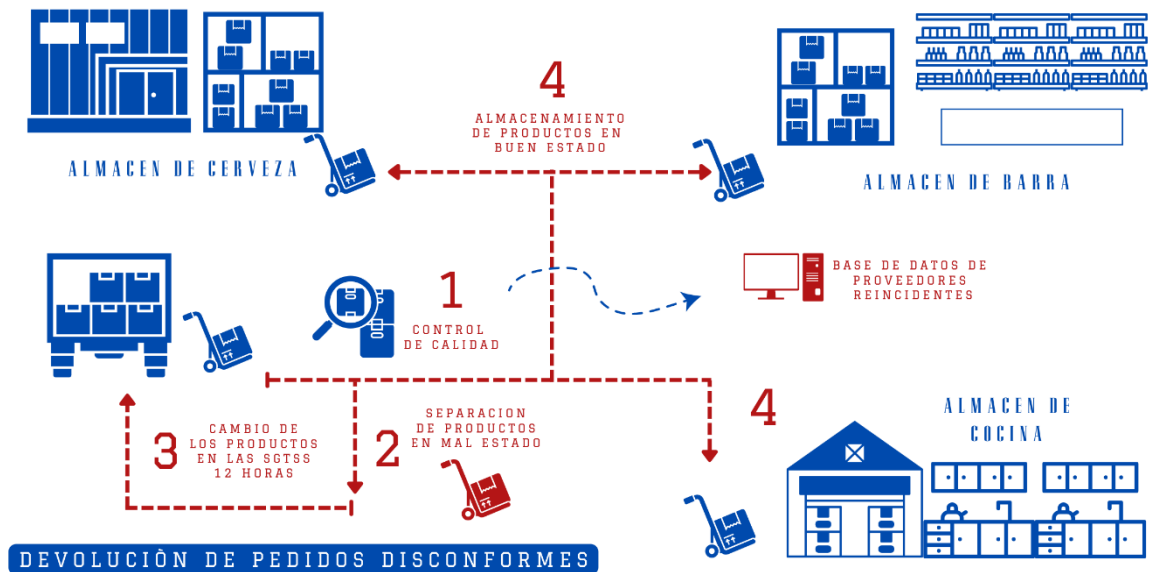 4
ALMACENAMIENTO
DE PRODUCTOS EN
BUEN ESTADO
ALMACEN DE CERVEZA
ALMACEN DE BARRA
1
CONTROL
DE CALIDAD
BASE DE DATOS DE
PROVEEDORES
REINCIDENTES
3
CAMBIO DE
LOS PRODUCTOS
EN LAS SGTSS
12 HORAS
2
SEPARACION
DE PRODUCTOS
EN MAL ESTADO
4
ALMACEN DE
COCINA
DEVOLUCIÒN DE PEDIDOS DISCONFORMES